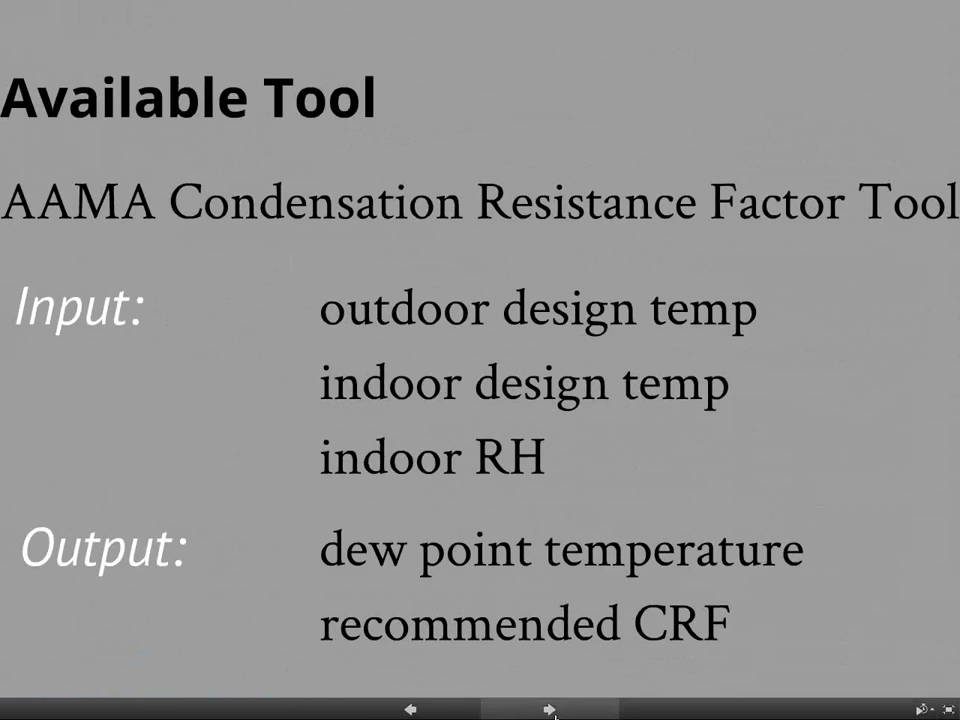 Available Tool
AAMA Condensation Resistance Factor Tool
Input: outdoor design temp
indoor design temp
indoor RH
Output: dew point temperature
recommended CRF